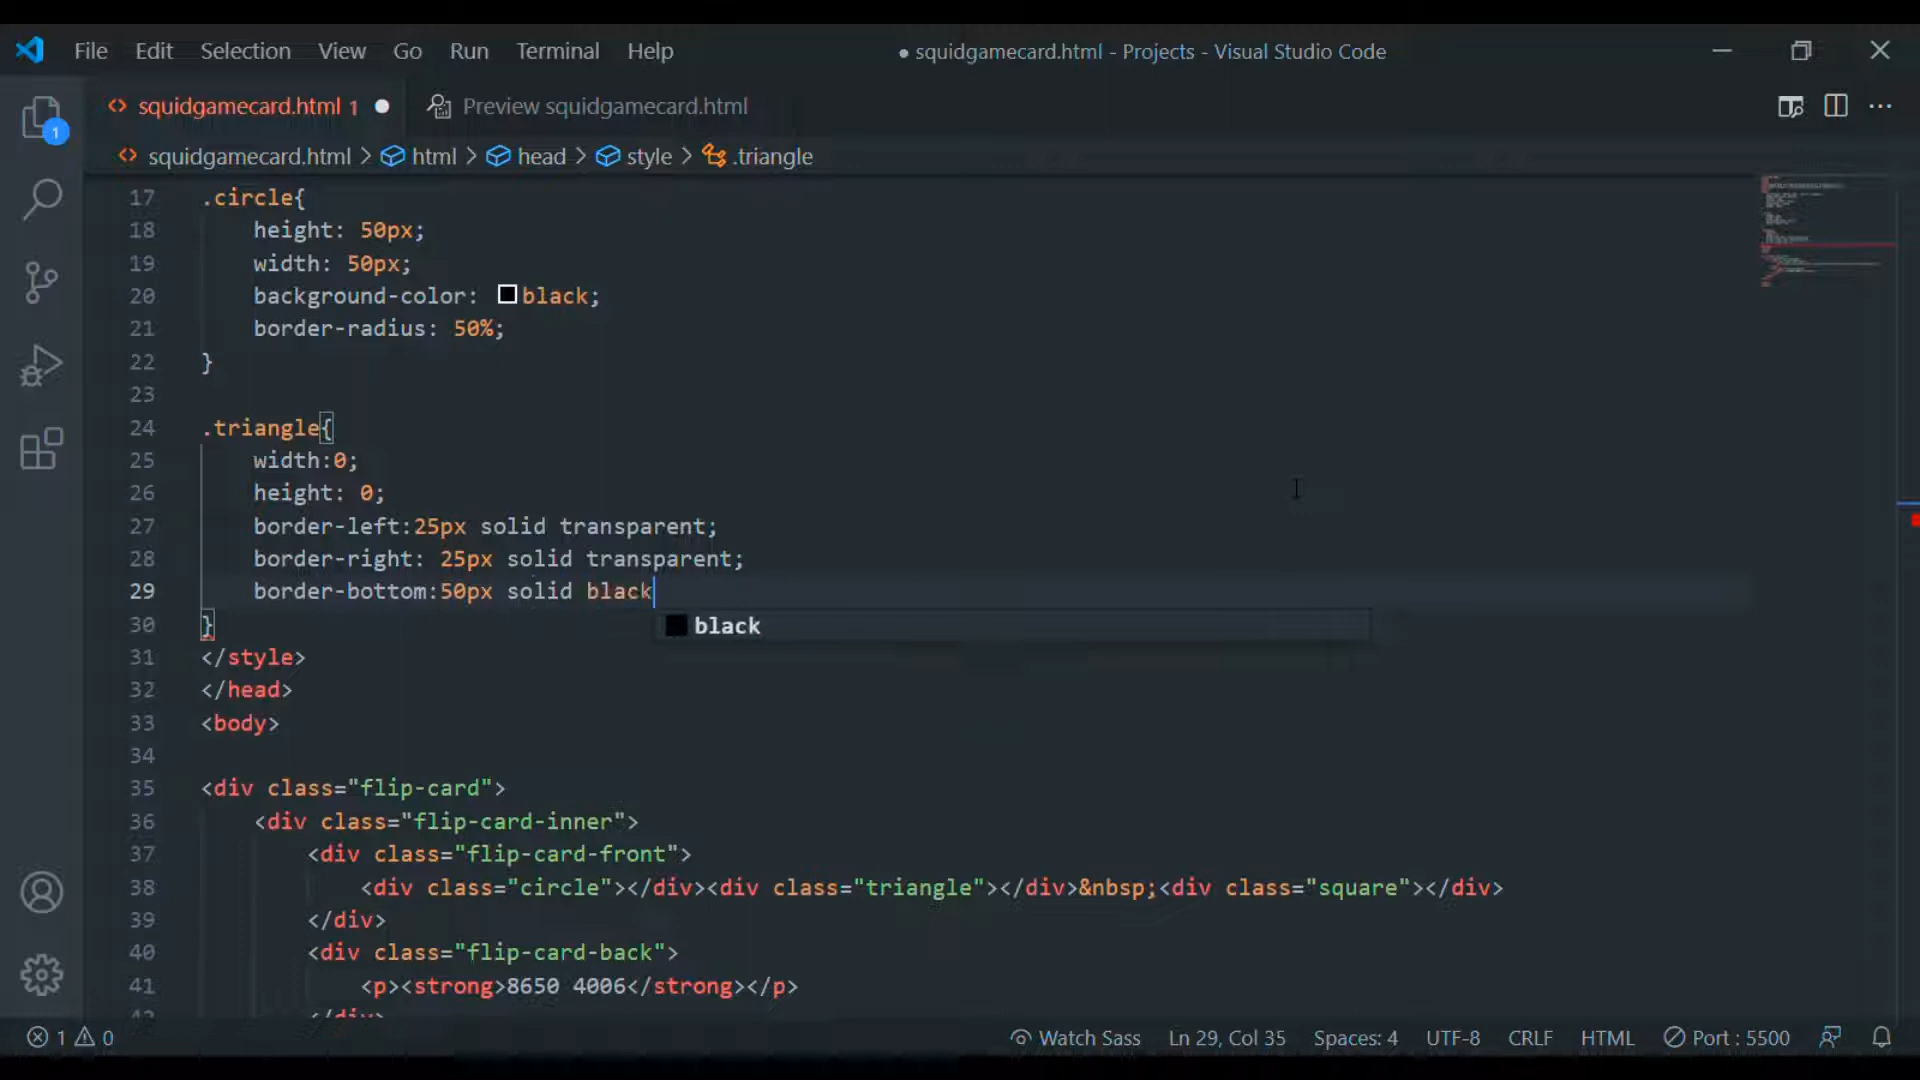 File Edit Selection View Go Run Terminal Help ● squidgamecard.html - Projects - Visual Studio Code
<> squidgamecard.html 1 ● Preview squidgamecard.html
1
<> squidgamecard.html > html > head > style > .triangle
17 .circle{
18 height: 50px;
19 width: 50px;
20 background-color: black;
21 border-radius: 50%;
22 }
23
24 .triangle{
25 width:0;
26 height: 0;
27 border-left:25px solid transparent;
28 border-right: 25px solid transparent;
29 border-bottom:50px solid black
30 }
black
31 </style>
32 </head>
33 <body>
34
35 <div class="flip-card">
36 <div class="flip-card-inner">
37 <div class="flip-card-front">
38 <div class="circle"></div><div class="triangle"></div>&nbsp;<div class="square"></div>
39 </div>
40 <div class="flip-card-back">
41 <p><strong>8650 4006</strong></p>
42 </div>
1 0 Watch Sass Ln 29, Col 35 Spaces: 4 UTF-8 CRLF HTML Port : 5500